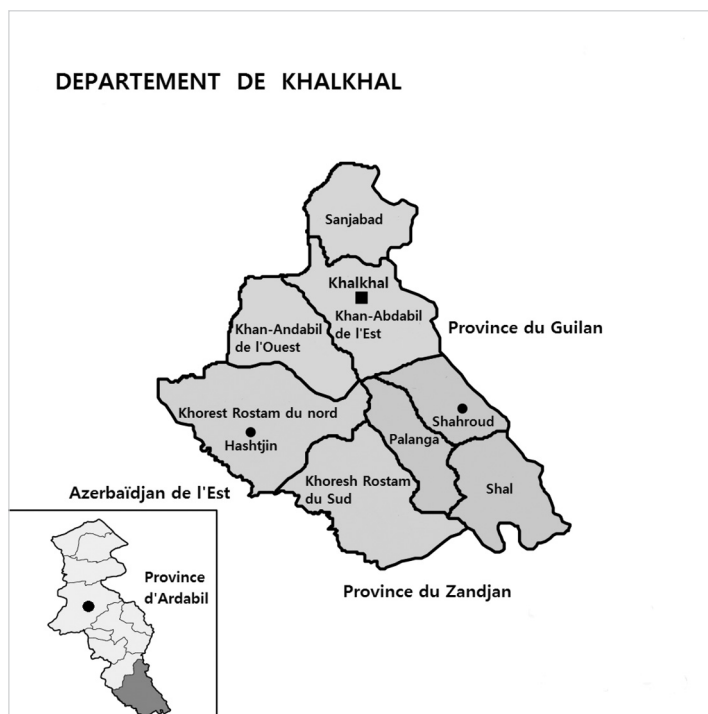 DEPARTEMENT DE KHALKHAL
Sanjabad
Khalkhal
Khan-Abdabil
de l'Est
Province du Guilan
Khan-Andabil
de l'Ouest
Khorest Rostam du nord
Hashtjin
Shahroud
Palanga
Khoresh Rostam
du Sud
Shal
Azerbaïdjan de l'Est
Province
d'Ardabil
Province du Zandjan